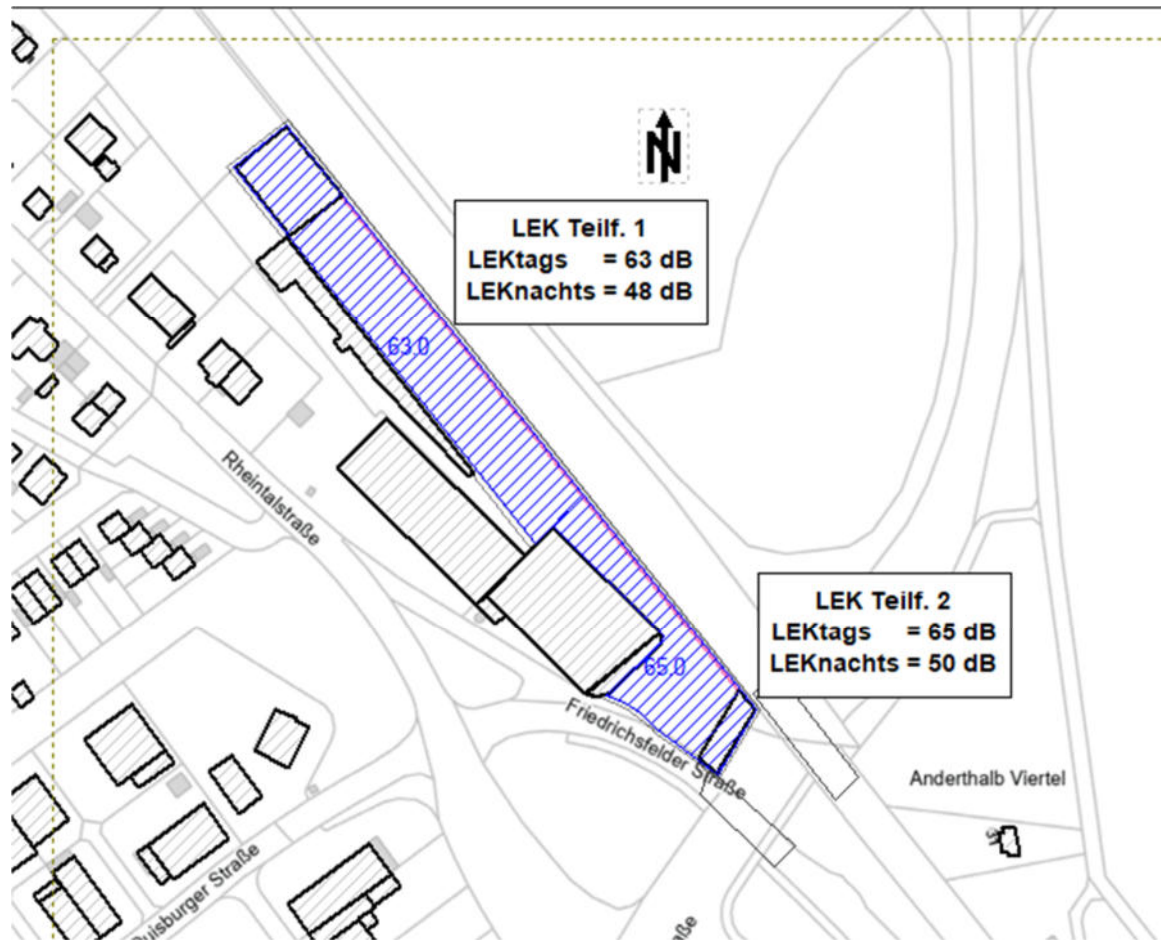 N
LEK Teilf. 1
LEKtags = 63 dB
LEKnachts = 48 dB
63.0
Rheintalstraße
LEK Teilf. 2
LEKtags = 65 dB
LEKnachts = 50 dB
65.0
Friedrichsfelder Straße
Anderthalb Viertel
Duisburger Straße